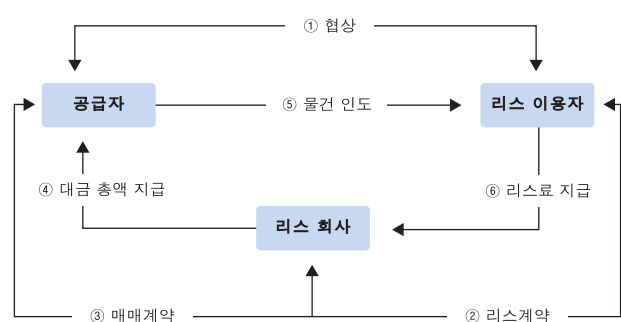 ① 협상
공급자
⑤ 물건 인도
리스 이용자
④ 대금 총액 지급
⑥ 리스료 지급
리스 회사
③ 매매계약
② 리스계약